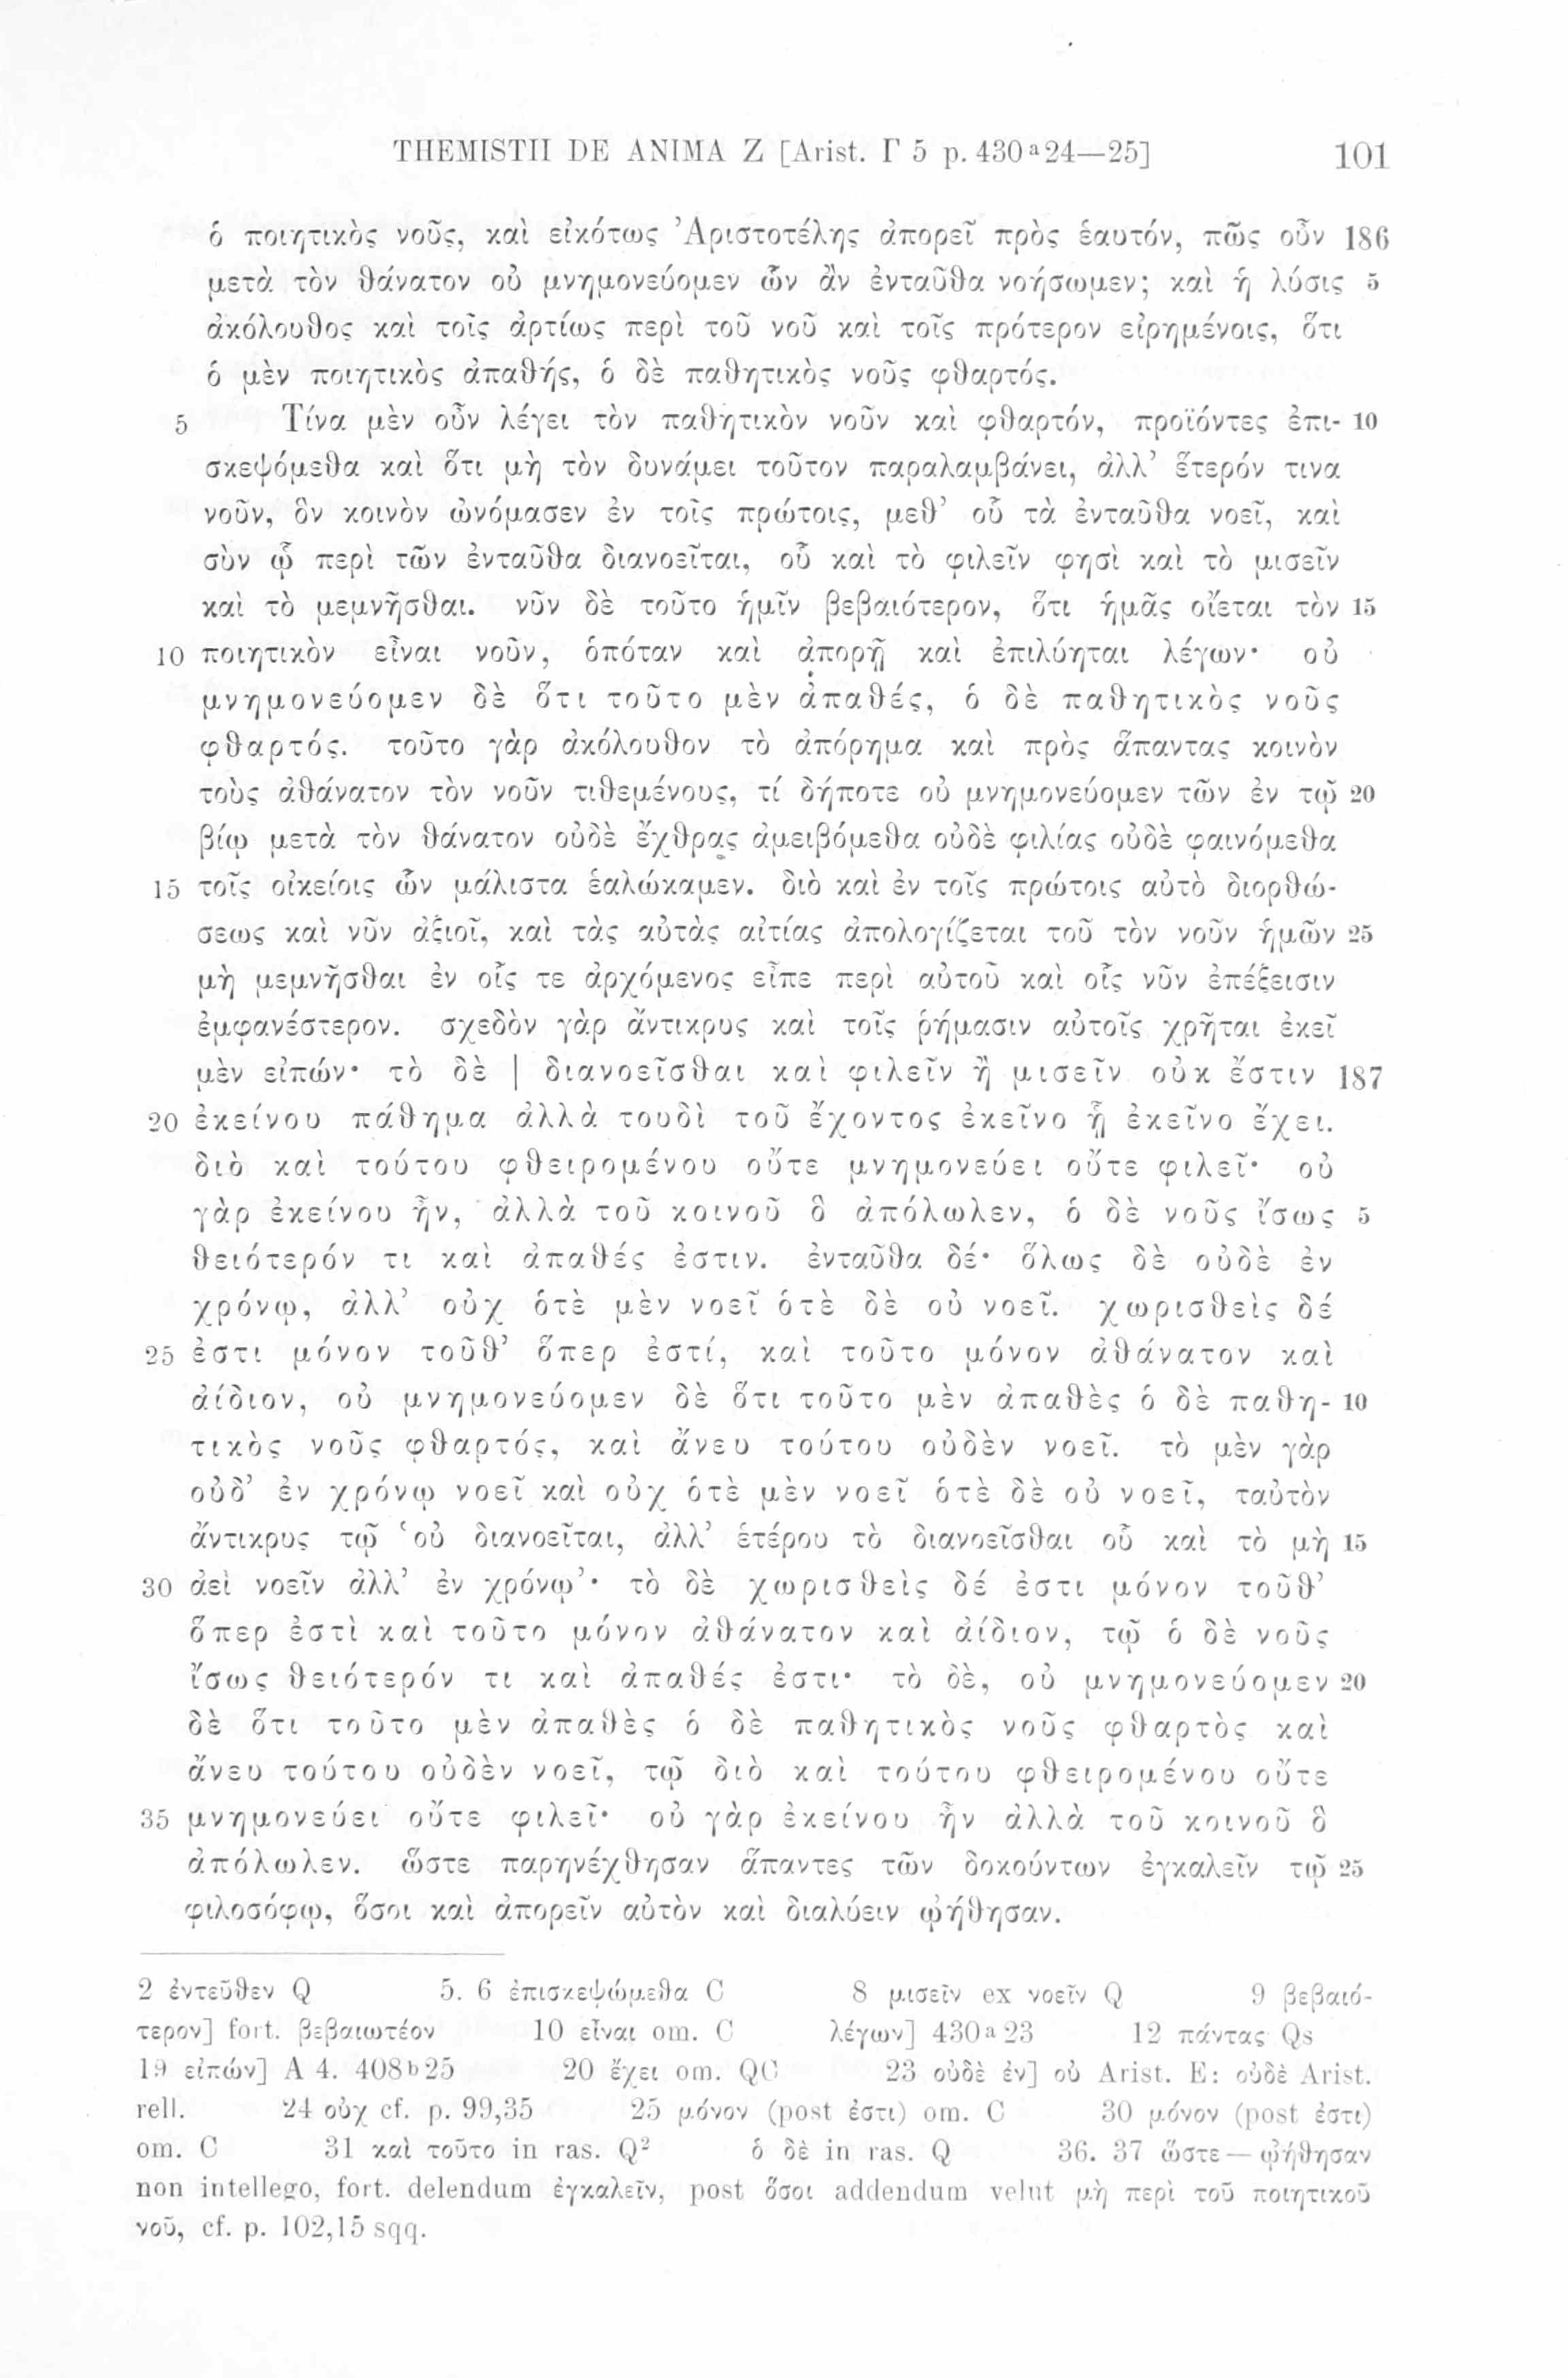 THEMISTII DE ANIMA Z [Arist. Γ 5 p. 430ᵃ24—25] 101
ὁ ποιητικὸς νοῦς, καὶ εἰκότως Ἀριστοτέλης ἀπορεῖ πρὸς ἑαυτόν, πῶς οὖν 186
μετὰ τὸν θάνατον οὐ μνημονεύομεν ὧν ἂν ἐνταῦθα νοήσωμεν; καὶ ἡ λύσις 5
ἀκόλουθος καὶ τοῖς ἀρτίως περὶ τοῦ νοῦ καὶ τοῖς πρότερον εἰρημένοις, ὅτι
ὁ μὲν ποιητικὸς ἀπαθής, ὁ δὲ παθητικὸς νοῦς φθαρτός.
5 Τίνα μὲν οὖν λέγει τὸν παθητικὸν νοῦν καὶ φθαρτόν, προϊόντες ἐπι- 10
σκεψόμεθα καὶ ὅτι μὴ τὸν δυνάμει τοῦτον παραλαμβάνει, ἀλλ’ ἕτερόν τινα
νοῦν, ὃν κοινὸν ὠνόμασεν ἐν τοῖς πρώτοις, μεθ’ οὗ τὰ ἐνταῦθα νοεῖ, καὶ
σὺν ᾧ περὶ τῶν ἐνταῦθα διανοεῖται, οὗ καὶ τὸ φιλεῖν φησὶ καὶ τὸ μισεῖν
καὶ τὸ μεμνῆσθαι. νῦν δὲ τοῦτο ἡμῖν βεβαιότερον, ὅτι ἡμᾶς οἴεται τὸν 15
10 ποιητικὸν εἶναι νοῦν, ὁπόταν καὶ ἀπορῇ καὶ ἐπιλύηται λέγων· οὐ
μνημονεύομεν δὲ ὅτι τοῦτο μὲν ἀπαθές, ὁ δὲ παθητικὸς νοῦς
φθαρτός. τοῦτο γὰρ ἀκόλουθον τὸ ἀπόρημα καὶ πρὸς ἅπαντας κοινὸν
τοὺς ἀθάνατον τὸν νοῦν τιθεμένους, τί δήποτε οὐ μνημονεύομεν τῶν ἐν τῷ 20
βίῳ μετὰ τὸν θάνατον οὐδὲ ἔχθρας ἀμειβόμεθα οὐδὲ φιλίας οὐδὲ φαινόμεθα
15 τοῖς οἰκείοις ὧν μάλιστα ἑαλώκαμεν. διὸ καὶ ἐν τοῖς πρώτοις αὐτὸ διορθώ-
σεως καὶ νῦν ἀξιοῖ, καὶ τὰς αὐτὰς αἰτίας ἀπολογίζεται τοῦ τὸν νοῦν ἡμῶν 25
μὴ μεμνῆσθαι ἐν οἷς τε ἀρχόμενος εἶπε περὶ αὐτοῦ καὶ οἷς νῦν ἐπέξεισιν
ἐμφανέστερον. σχεδὸν γὰρ ἄντικρυς καὶ τοῖς ῥήμασιν αὐτοῖς χρῆται ἐκεῖ
μὲν εἰπών· τὸ δὲ | διανοεῖσθαι καὶ φιλεῖν ἢ μισεῖν οὐκ ἔστιν 187
20 ἐκείνου πάθημα ἀλλὰ τουδὶ τοῦ ἔχοντος ἐκεῖνο ᾗ ἐκεῖνο ἔχει.
διὸ καὶ τούτου φθειρομένου οὔτε μνημονεύει οὔτε φιλεῖ· οὐ
γὰρ ἐκείνου ἦν, ἀλλὰ τοῦ κοινοῦ ὃ ἀπόλωλεν, ὁ δὲ νοῦς ἴσως 5
θειότερόν τι καὶ ἀπαθές ἐστιν. ἐνταῦθα δέ· ὅλως δὲ οὐδὲ ἐν
χρόνῳ, ἀλλ’ οὐχ ὁτὲ μὲν νοεῖ ὁτὲ δὲ οὐ νοεῖ. χωρισθεὶς δέ
25 ἐστι μόνον τοῦθ’ ὅπερ ἐστί, καὶ τοῦτο μόνον ἀθάνατον καὶ
ἀίδιον, οὐ μνημονεύομεν δὲ ὅτι τοῦτο μὲν ἀπαθὲς ὁ δὲ παθη- 10
τικὸς νοῦς φθαρτός, καὶ ἄνευ τούτου οὐδὲν νοεῖ. τὸ μὲν γὰρ
οὐδ’ ἐν χρόνῳ νοεῖ καὶ οὐχ ὁτὲ μὲν νοεῖ ὁτὲ δὲ οὐ νοεῖ, ταὐτὸν
ἄντικρυς τῷ ‘οὐ διανοεῖται, ἀλλ’ ἑτέρου τὸ διανοεῖσθαι οὗ καὶ τὸ μὴ 15
30 ἀεὶ νοεῖν ἀλλ’ ἐν χρόνῳ’· τὸ δὲ χωρισθεὶς δέ ἐστι μόνον τοῦθ’
ὅπερ ἐστὶ καὶ τοῦτο μόνον ἀθάνατον καὶ ἀίδιον, τῷ ὁ δὲ νοῦς
ἴσως θειότερόν τι καὶ ἀπαθές ἐστι· τὸ δὲ, οὐ μνημονεύομεν 20
δὲ ὅτι τοῦτο μὲν ἀπαθὲς ὁ δὲ παθητικὸς νοῦς φθαρτὸς καὶ
ἄνευ τούτου οὐδὲν νοεῖ, τῷ διὸ καὶ τούτου φθειρομένου οὔτε
35 μνημονεύει οὔτε φιλεῖ· οὐ γὰρ ἐκείνου ἦν ἀλλὰ τοῦ κοινοῦ ὃ
ἀπόλωλεν. ὥστε παρηνέχθησαν ἅπαντες τῶν δοκούντων ἐγκαλεῖν τῷ 25
φιλοσόφῳ, ὅσοι καὶ ἀπορεῖν αὐτὸν καὶ διαλύειν ᾠήθησαν.
2 ἐντεῦθεν Q 5. 6 ἐπισκεψώμεθα C 8 μισεῖν ex νοεῖν Q 9 βεβαιό-
τερον] fort. βεβαιωτέον 10 εἶναι om. C λέγων] 430ᵃ23 12 πάντας Qs
19 εἰπών] A 4. 408ᵇ25 20 ἔχει om. QC 23 οὐδὲ ἐν] οὐ Arist. E: οὐδὲ Arist.
rell. 24 οὐχ cf. p. 99,35 25 μόνον (post ἐστι) om. C 30 μόνον (post ἐστι)
om. C 31 καὶ τοῦτο in ras. Q² ὁ δὲ in ras. Q 36. 37 ὥστε — ᾠήθησαν
non intellego, fort. delendum ἐγκαλεῖν, post ὅσοι addendum velut μὴ περὶ τοῦ ποιητικοῦ
νοῦ, cf. p. 102,15 sqq.